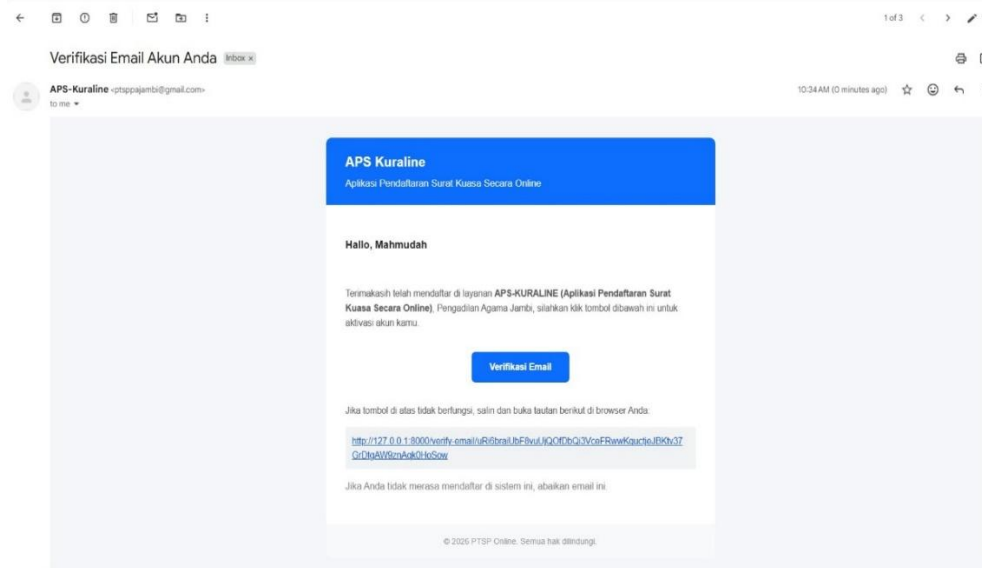 1 of 3
Verifikasi Email Akun Anda Inbox x
APS-Kuraline <ptsppajambi@gmail.com>
10:34 AM (0 minutes ago)
to me
APS Kuraline
Aplikasi Pendaftaran Surat Kuasa Secara Online
Hallo, Mahmudah
Terimakasih telah mendaftar di layanan APS-KURALINE (Aplikasi Pendaftaran Surat
Kuasa Secara Online), Pengadilan Agama Jambi, silahkan klik tombol dibawah ini untuk
aktivasi akun kamu.
Verifikasi Email
Jika tombol di atas tidak berfungsi, salin dan buka tautan berikut di browser Anda:
Jika Anda tidak merasa mendaftar di sistem ini, abaikan email ini.
© 2026 PTSP Online. Semua hak dilindungi.